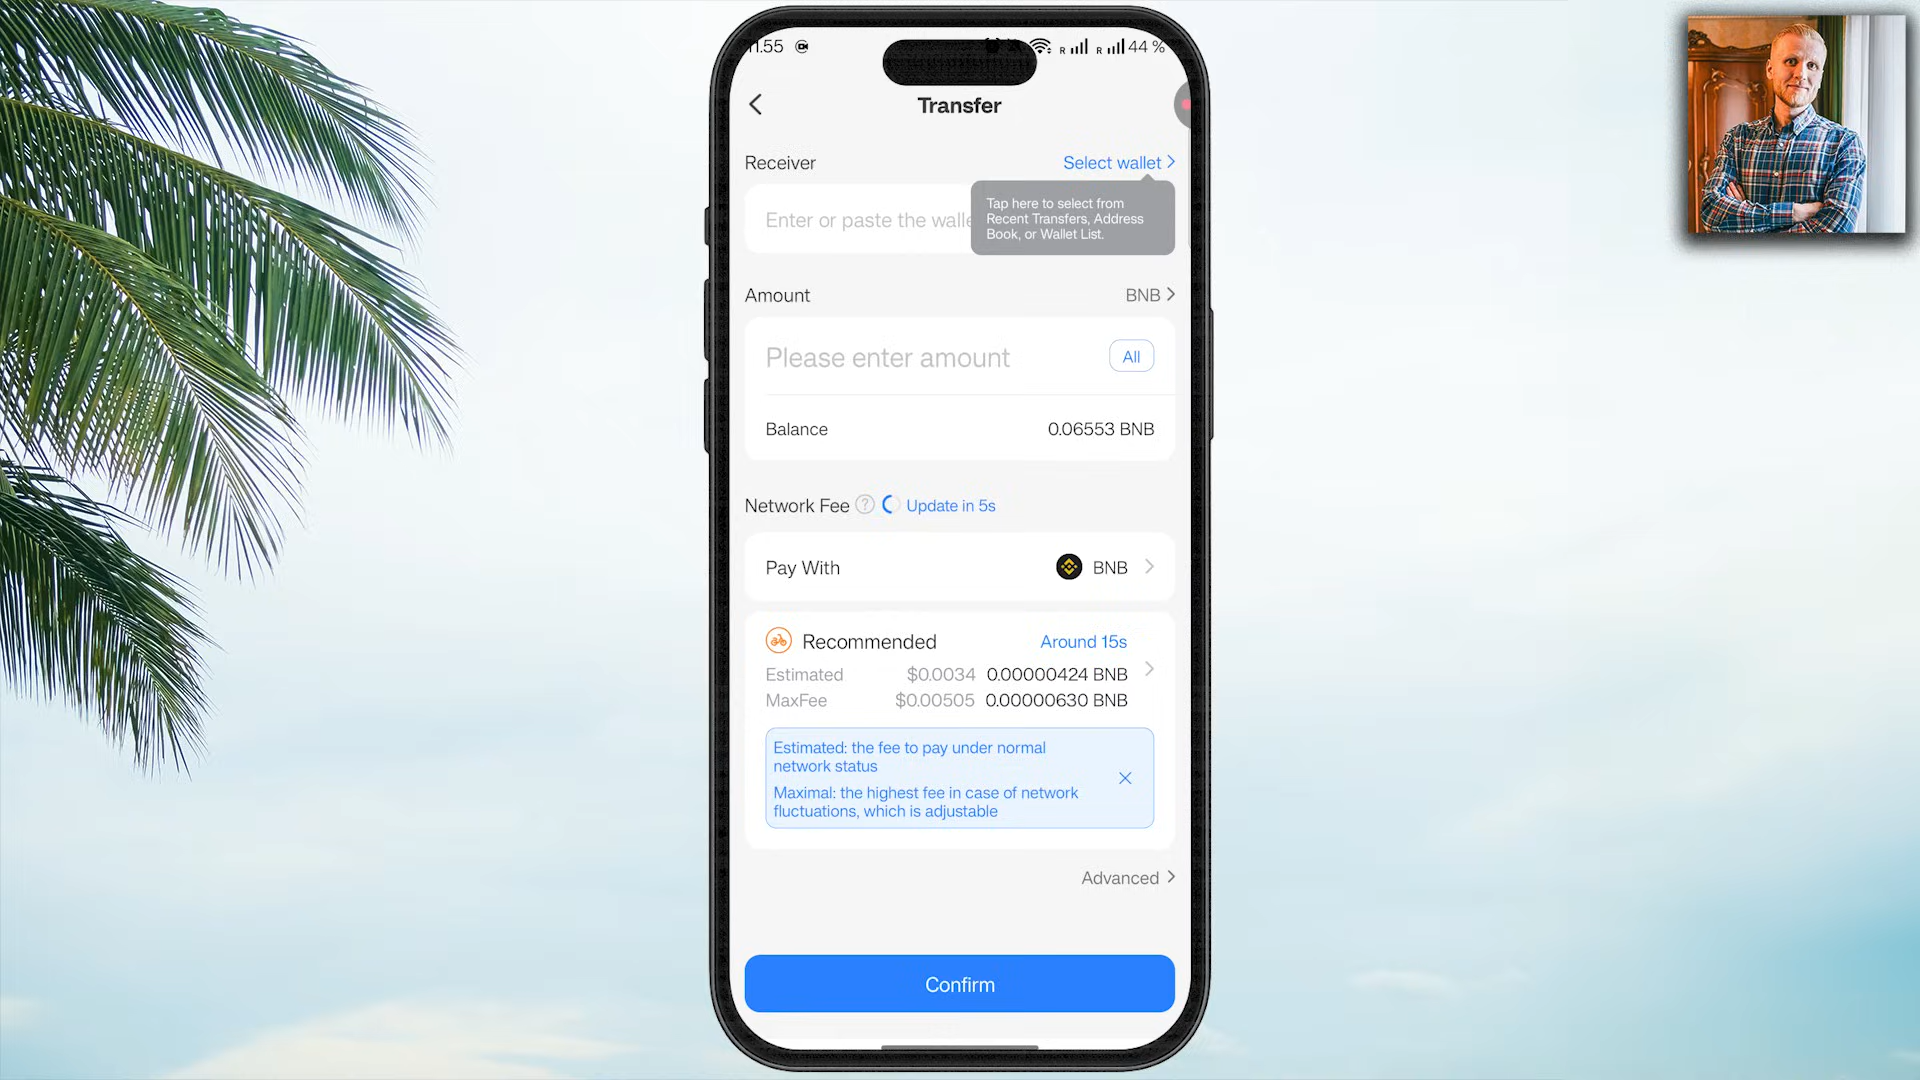 11.55
44 %
Transfer
Receiver
Select wallet
Enter or paste the walle
Tap here to select from
Recent Transfers, Address
Book, or Wallet List.
Amount
BNB
Please enter amount
All
Balance
0.06553 BNB
Network Fee ? Update in 5s
Pay With
BNB
Recommended
Around 15s
Estimated $0.0034 0.00000424 BNB
MaxFee $0.00505 0.00000630 BNB
Estimated: the fee to pay under normal
network status
Maximal: the highest fee in case of network
fluctuations, which is adjustable
Advanced
Confirm